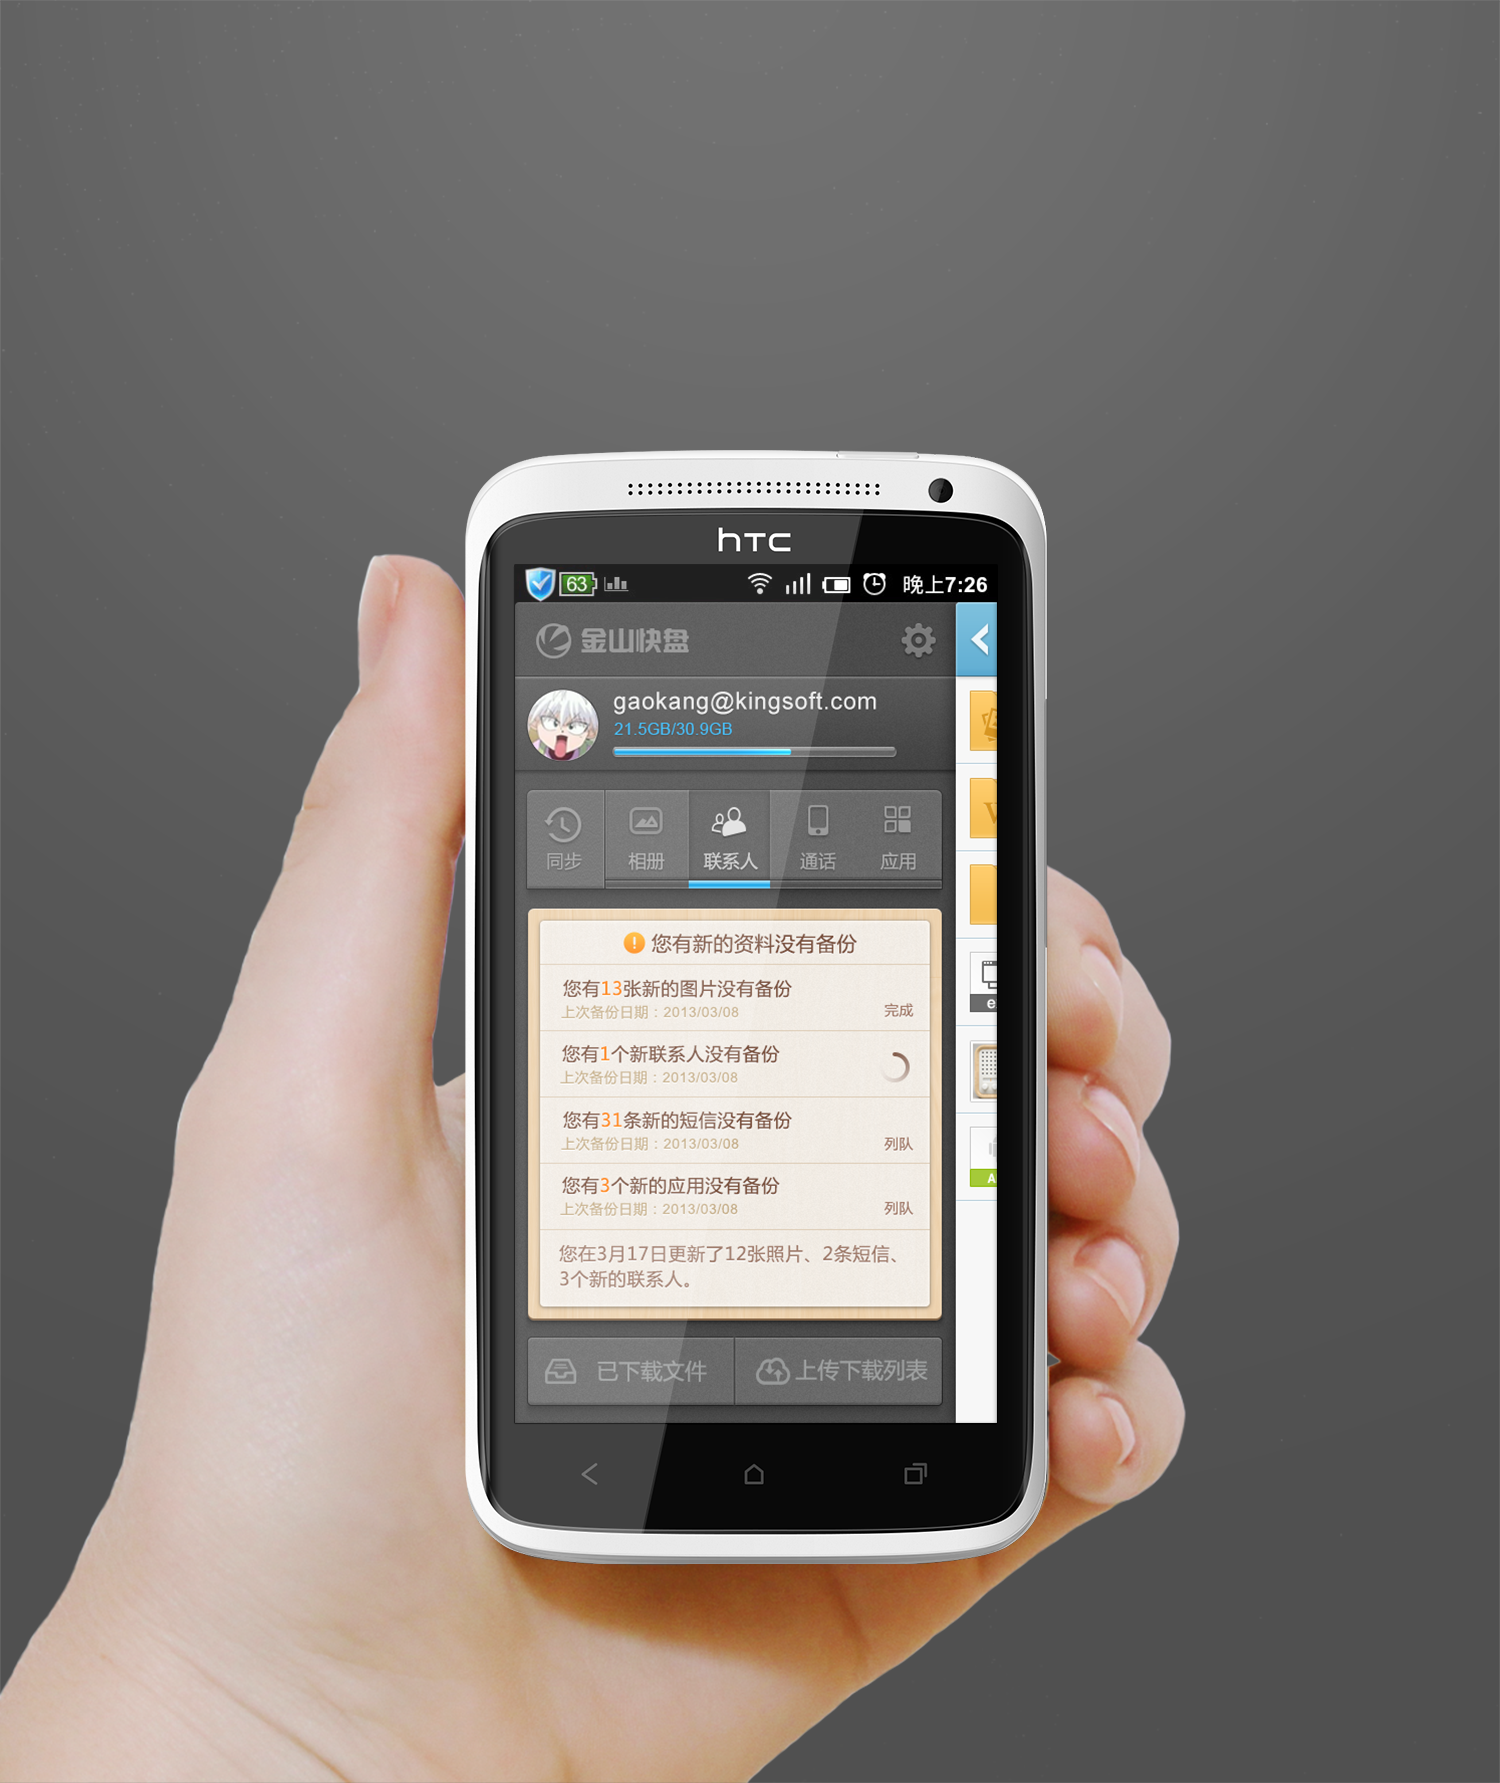 htc
63
晚上7:26
金山快盘
gaokang@kingsoft.com
21.5GB/30.9GB
同步
相册
联系人
通话
应用
您有新的资料没有备份
您有13张新的图片没有备份
上次备份日期：2013/03/08
完成
您有1个新联系人没有备份
上次备份日期：2013/03/08
您有31条新的短信没有备份
上次备份日期：2013/03/08
列队
您有3个新的应用没有备份
上次备份日期：2013/03/08
列队
您在3月17日更新了12张照片、2条短信、
3个新的联系人。
已下载文件
上传下载列表